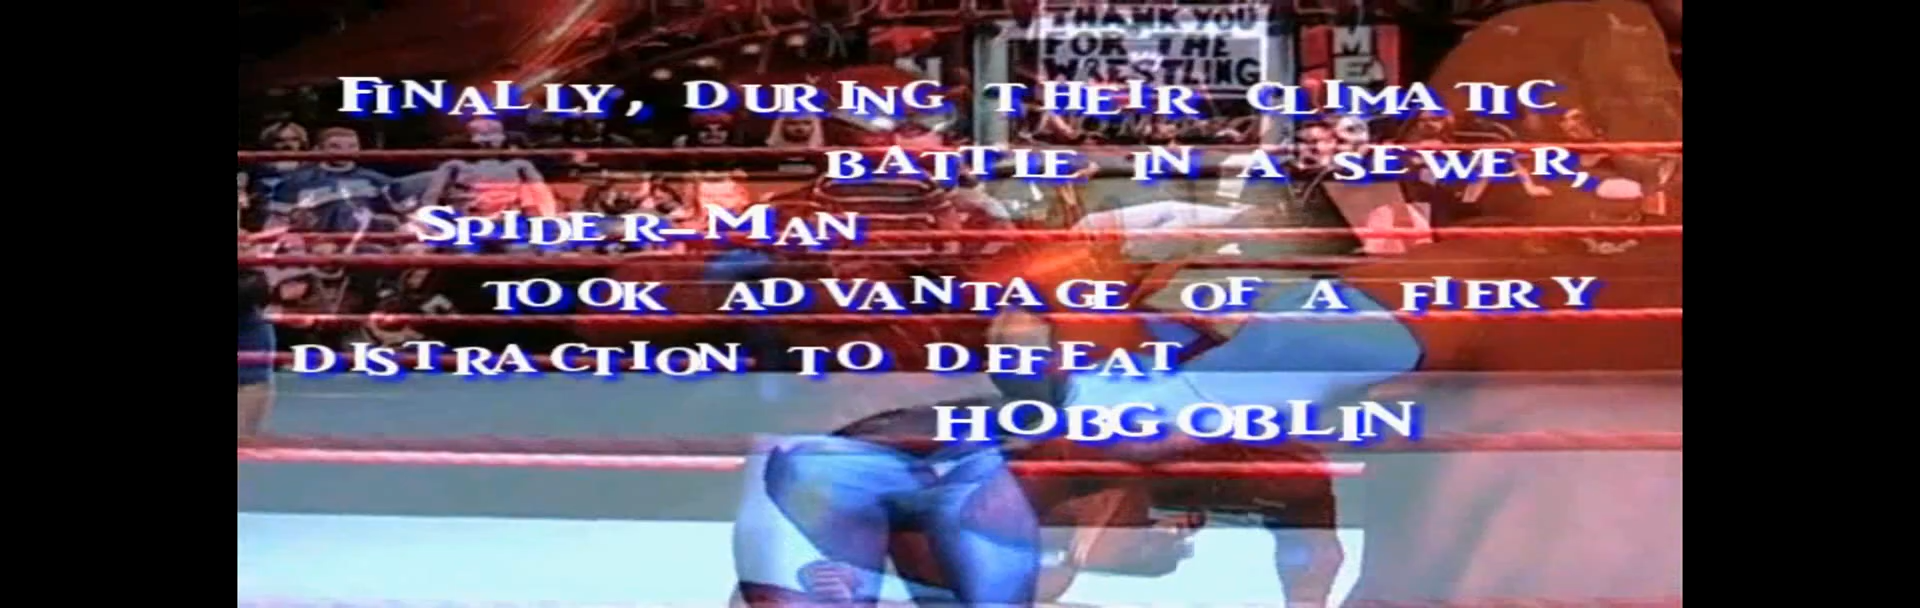 THANK YOU
FOR THE
WRESTLING
FINALLY, DURING THEIR CLIMATIC
BATTLE IN A SEWER,
SPIDER-MAN
TOOK ADVANTAGE OF A FIERY
DISTRACTION TO DEFEAT
HOBGOBLIN